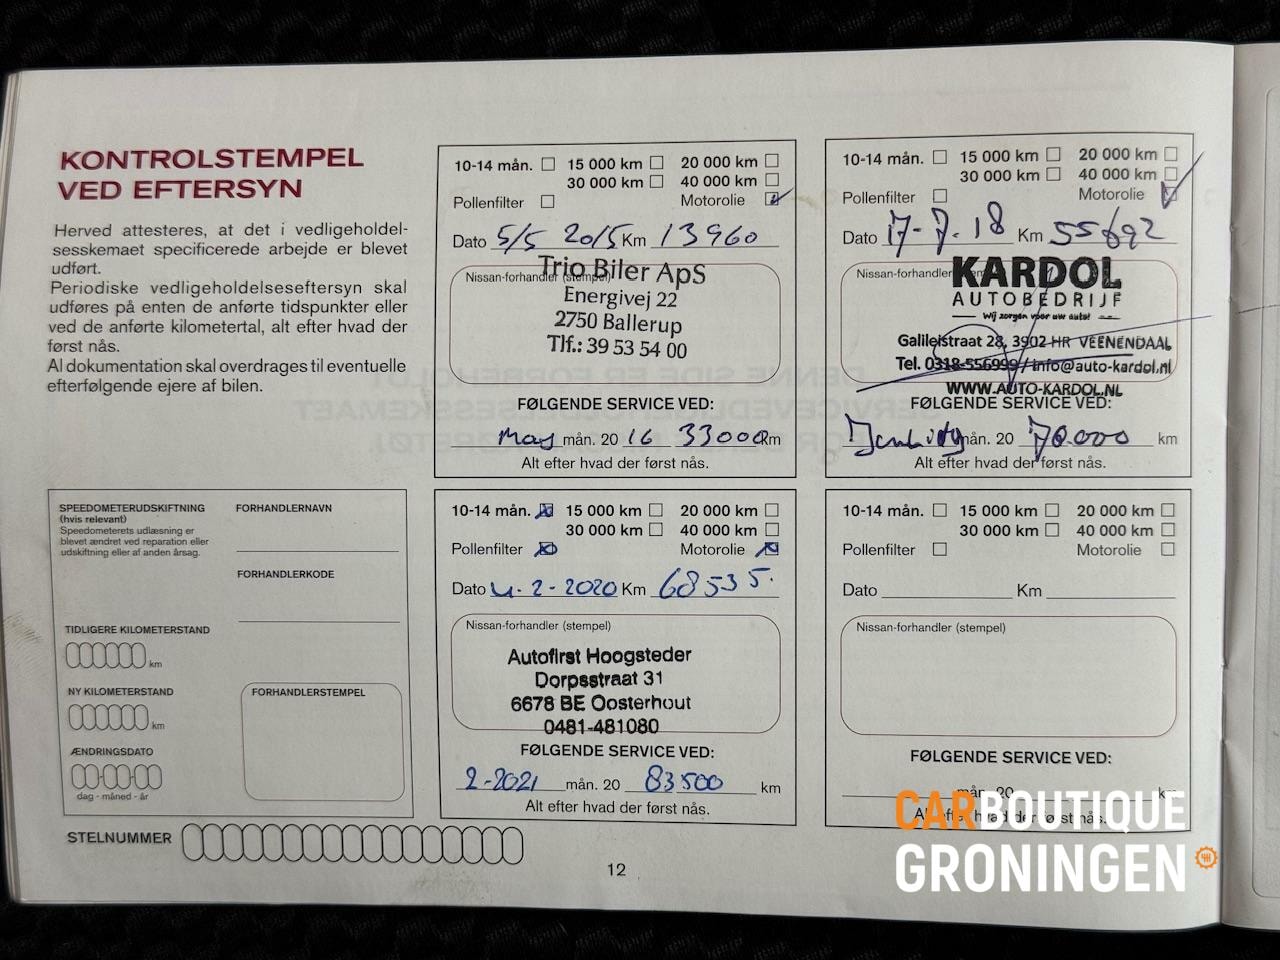 KONTROLSTEMPEL
VED EFTERSYN
Herved attesteres, at det i vedligeholdel-
sesskemaet specificerede arbejde er blevet
udført.
Periodiske vedligeholdelseseftersyn skal
udføres på enten de anførte tidspunkter eller
ved de anførte kilometertal, alt efter hvad der
først nås.
Al dokumentation skal overdrages til eventuelle
efterfølgende ejere af bilen.
10-14 mån. 15 000 km 20 000 km
30 000 km 40 000 km
Pollenfilter Motorolie
Dato 5/5 2015 Km 13960
Nissan-forhandler (stempel)
Trio Biler ApS
Energivej 22
2750 Ballerup
Tlf.: 39 53 54 00
FØLGENDE SERVICE VED:
May mån. 20 16 33000 km
Alt efter hvad der først nås.
10-14 mån. 15 000 km 20 000 km
30 000 km 40 000 km
Pollenfilter Motorolie
Dato 17-7-18 Km 55692
Nissan-forhandler
KARDOL
AUTOBEDRIJF
Wij zorgen voor uw auto!
Galileistraat 28, 3902 HR VEENENDAAL
Tel. 0318-556999 / info@auto-kardol.nl
WWW.AUTO-KARDOL.NL
FØLGENDE SERVICE VED:
mån. 20 70.000 km
Alt efter hvad der først nås.
SPEEDOMETERUDSKIFTNING
(hvis relevant)
Speedometerets udlæsning er
blevet ændret ved reparation eller
udskiftning eller af anden årsag.
FORHANDLERNAVN
FORHANDLERKODE
TIDLIGERE KILOMETERSTAND
km
NY KILOMETERSTAND
km
ÆNDRINGSDATO
dag - måned - år
FORHANDLERSTEMPEL
STELNUMMER
10-14 mån. 15 000 km 20 000 km
30 000 km 40 000 km
Pollenfilter Motorolie
Dato 4-2-2020 Km 68535.
Nissan-forhandler (stempel)
Autofirst Hoogsteder
Dorpsstraat 31
6678 BE Oosterhout
0481-481080
FØLGENDE SERVICE VED:
2-2021 mån. 20 83500 km
Alt efter hvad der først nås.
10-14 mån. 15 000 km 20 000 km
30 000 km 40 000 km
Pollenfilter Motorolie
Dato Km
Nissan-forhandler (stempel)
FØLGENDE SERVICE VED:
mån. 20 km
Alt efter hvad der først nås.
12
CARBOUTIQUE
GRONINGEN